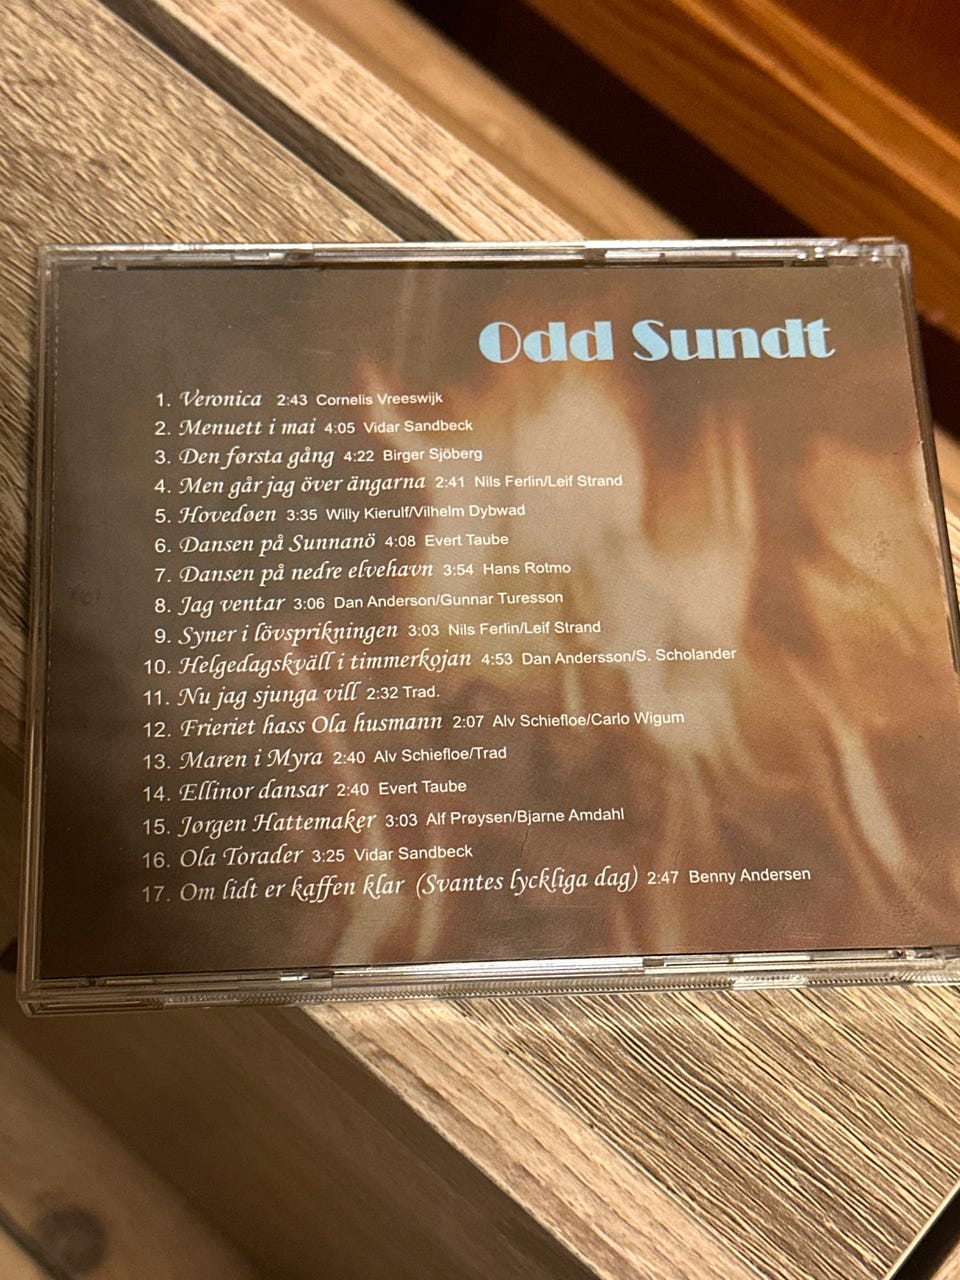 Odd Sundt
1. Veronica 2:43 Cornelis Vreeswijk
2. Menuett i mai 4:05 Vidar Sandbeck
3. Den første gång 4:22 Birger Sjöberg
4. Men går jag över ängarna 2:41 Nils Ferlin/Leif Strand
5. Hovedøen 3:35 Willy Kierulf/Vilhelm Dybwad
6. Dansen på Sunnanö 4:08 Evert Taube
7. Dansen på nedre elvehavn 3:54 Hans Rotmo
8. Jag ventar 3:06 Dan Anderson/Gunnar Turesson
9. Syner i lövsprikningen 3:03 Nils Ferlin/Leif Strand
10. Helgedagskväll i timmerkojan 4:53 Dan Andersson/S. Scholander
11. Nu jag sjunga vill 2:32 Trad.
12. Frieriet hass Ola husmann 2:07 Alv Schiefloe/Carlo Wigum
13. Maren i Myra 2:40 Alv Schiefloe/Trad
14. Ellinor dansar 2:40 Evert Taube
15. Jørgen Hattemaker 3:03 Alf Prøysen/Bjarne Amdahl
16. Ola Torader 3:25 Vidar Sandbeck
17. Om lidt er kaffen klar (Svantes lyckliga dag) 2:47 Benny Andersen